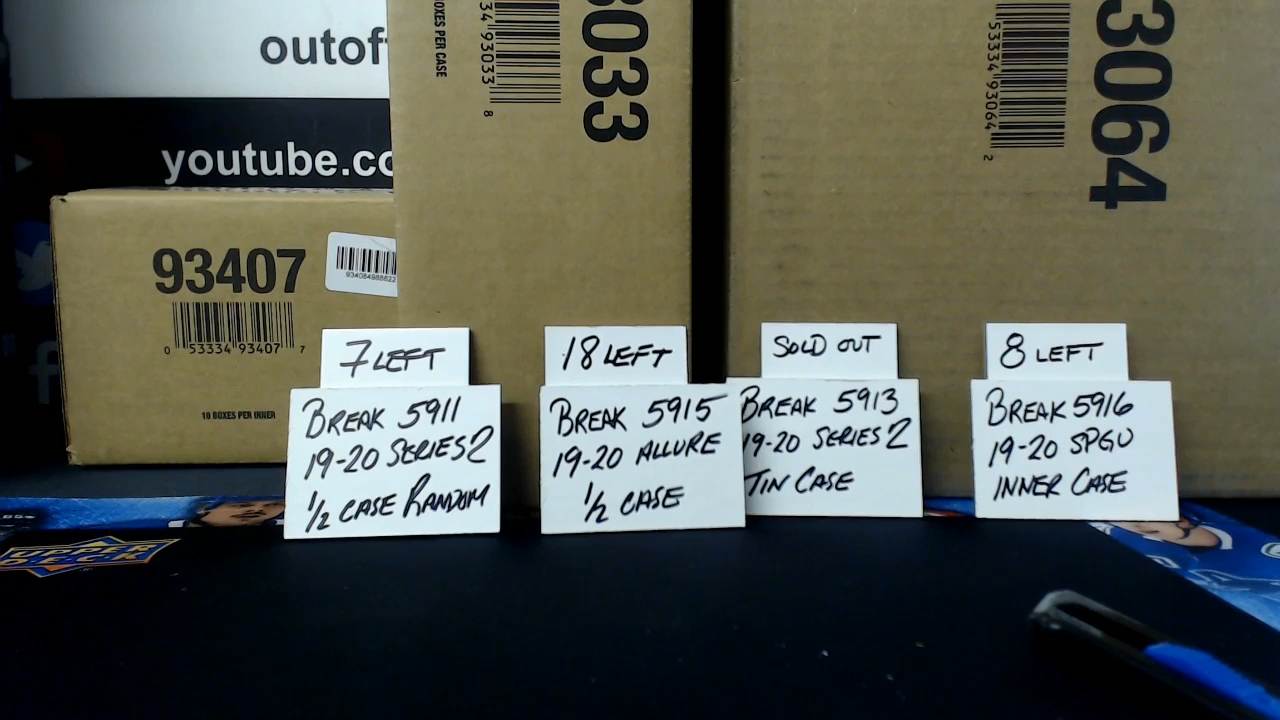 outof
youtube.co
93407
0 53334 93407 7
10 BOXES PER INNER
BOXES PER CASE
34 93033 8
3033
53334 93064 2
3064
7 LEFT
BREAK 5911
19-20 SERIES 2
1/2 CASE RANDOM
18 LEFT
BREAK 5915
19-20 ALLURE
1/2 CASE
SOLD OUT
BREAK 5913
19-20 SERIES 2
TIN CASE
8 LEFT
BREAK 5916
19-20 SPGU
INNER CASE
UPPER
DECK